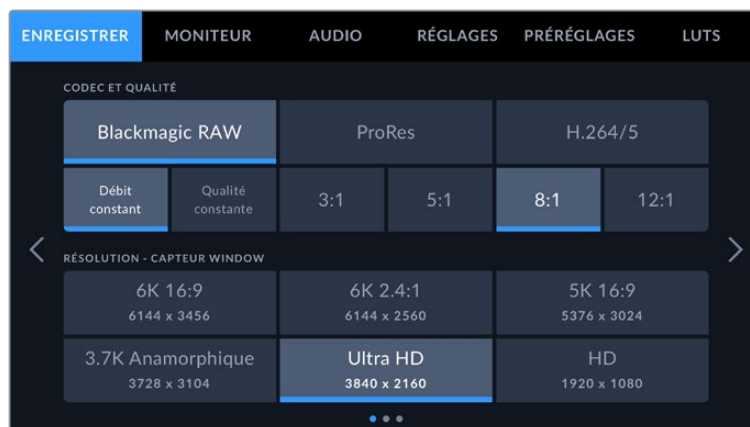 ENREGISTRER MONITEUR AUDIO RÉGLAGES PRÉRÉGLAGES LUTS
CODEC ET QUALITÉ
Blackmagic RAW ProRes H.264/5
Débit constant Qualité constante 3:1 5:1 8:1 12:1
RÉSOLUTION - CAPTEUR WINDOW
6K 16:9 6K 2.4:1 5K 16:9
6144 x 3456 6144 x 2560 5376 x 3024
3.7K Anamorphique Ultra HD HD
3728 x 3104 3840 x 2160 1920 x 1080